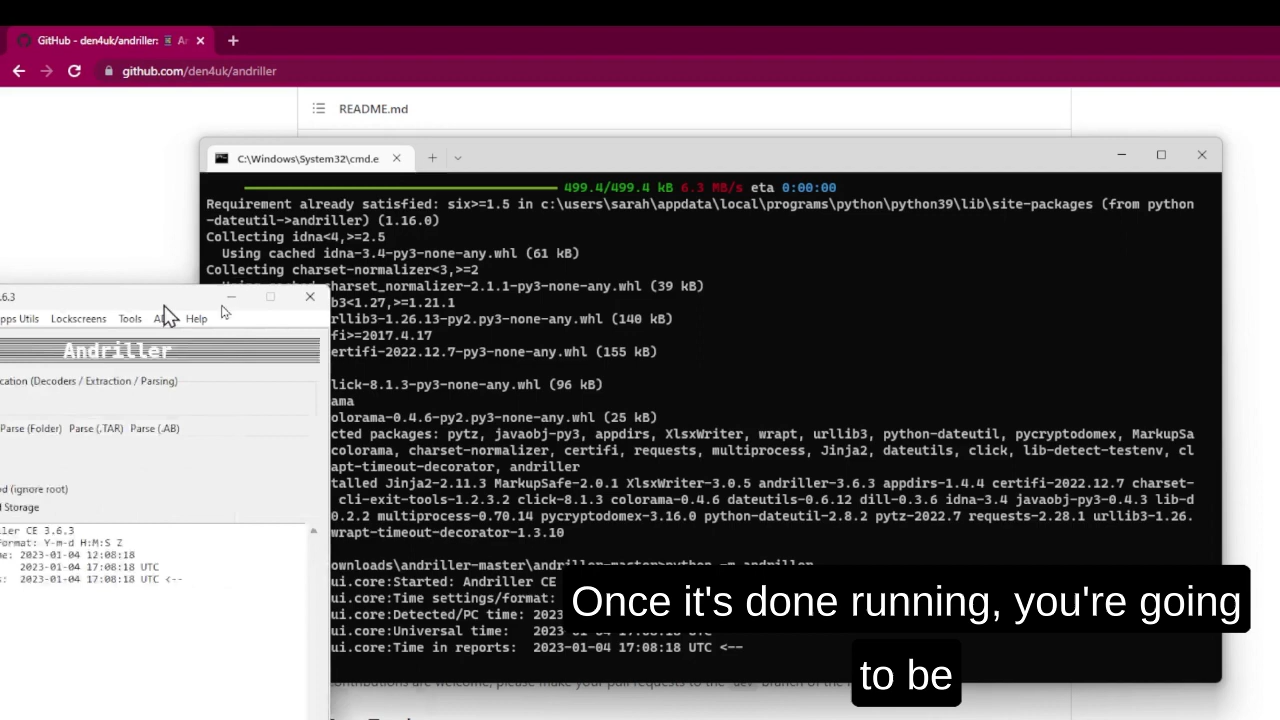 GitHub - den4uk/andriller:
github.com/den4uk/andriller
README.md
C:\Windows\System32\cmd.e
499.4/499.4 kB 6.3 MB/s eta 0:00:00
Requirement already satisfied: six>=1.5 in c:\users\sarah\appdata\local\programs\python\python39\lib\site-packages (from python
-dateutil->andriller) (1.16.0)
Collecting idna<4,>=2.5
Using cached idna-3.4-py3-none-any.whl (61 kB)
Collecting charset-normalizer<3,>=2
charset_normalizer-2.1.1-py3-none-any.whl (39 kB)
b3<1.27,>=1.21.1
rllib3-1.26.13-py2.py3-none-any.whl (140 kB)
fi>=2017.4.17
ertifi-2022.12.7-py3-none-any.whl (155 kB)
lick-8.1.3-py3-none-any.whl (96 kB)
ama
olorama-0.4.6-py2.py3-none-any.whl (25 kB)
cted packages: pytz, javaobj-py3, appdirs, XlsxWriter, wrapt, urllib3, python-dateutil, pycryptodomex, MarkupSa
colorama, charset-normalizer, certifi, requests, multiprocess, Jinja2, dateutils, click, lib-detect-testenv, cl
apt-timeout-decorator, andriller
talled Jinja2-2.11.3 MarkupSafe-2.0.1 XlsxWriter-3.0.5 andriller-3.6.3 appdirs-1.4.4 certifi-2022.12.7 charset-
cli-exit-tools-1.2.3.2 click-8.1.3 colorama-0.4.6 dateutils-0.6.12 dill-0.3.6 idna-3.4 javaobj-py3-0.4.3 lib-d
0.2.2 multiprocess-0.70.14 pycryptodomex-3.16.0 python-dateutil-2.8.2 pytz-2022.7 requests-2.28.1 urllib3-1.26.
wrapt-timeout-decorator-1.3.10
ownloads\andriller-master\andriller-master>python -m andriller
ui.core:Started: Andriller CE
ui.core:Time settings/format:
ui.core:Detected/PC time: 2023
ui.core:Universal time: 2023
ui.core:Time in reports: 2023-01-04 17:08:18 UTC <--
.6.3
pps Utils Lockscreens Tools Help
Andriller
cation (Decoders / Extraction / Parsing)
Parse (Folder) Parse (.TAR) Parse (.AB)
vd (ignore root)
d Storage
iller CE 3.6.3
format: Y-m-d H:M:S Z
me: 2023-01-04 12:08:18
2023-01-04 17:08:18 UTC
s: 2023-01-04 17:08:18 UTC <--
Once it's done running, you're going
to be